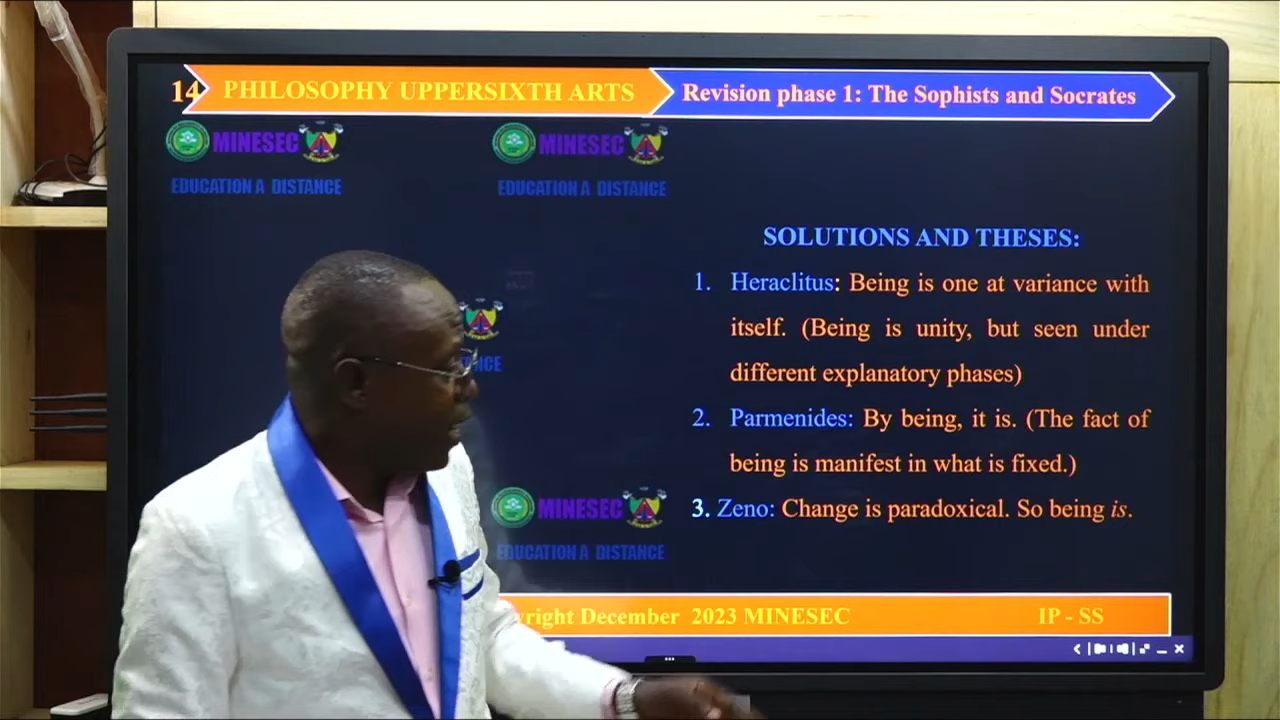 14 PHILOSOPHY UPPERSIXTH ARTS Revision phase 1: The Sophists and Socrates
MINESEC MINESEC
EDUCATION A DISTANCE EDUCATION A DISTANCE
SOLUTIONS AND THESES:
1. Heraclitus: Being is one at variance with
itself. (Being is unity, but seen under
different explanatory phases)
2. Parmenides: By being, it is. (The fact of
being is manifest in what is fixed.)
3. Zeno: Change is paradoxical. So being is.
MINESEC
EDUCATION A DISTANCE
December 2023 MINESEC IP - SS